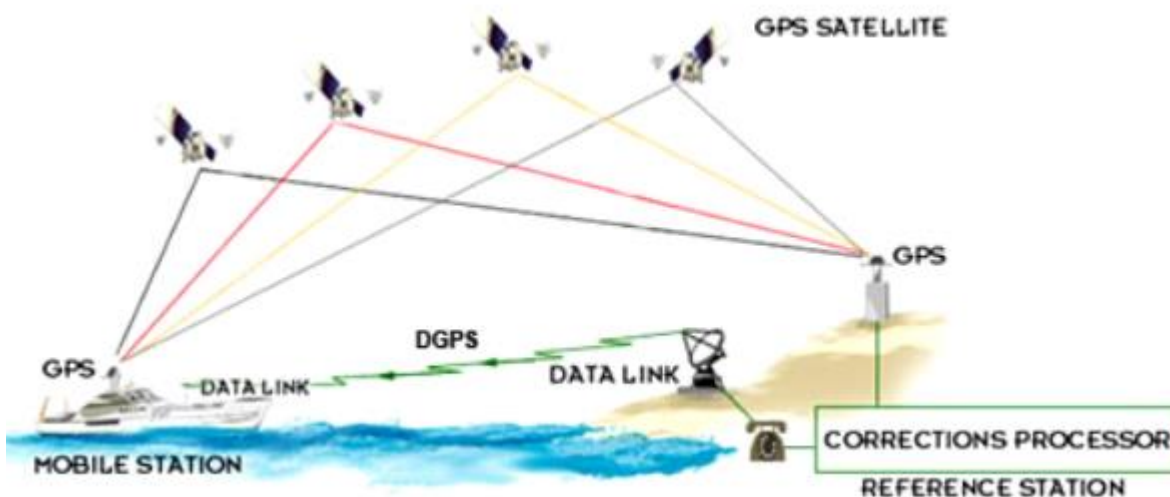 GPS SATELLITE
GPS
DGPS
GPS
DATA LINK
DATA LINK
CORRECTIONS PROCESSOR
MOBILE STATION
REFERENCE STATION